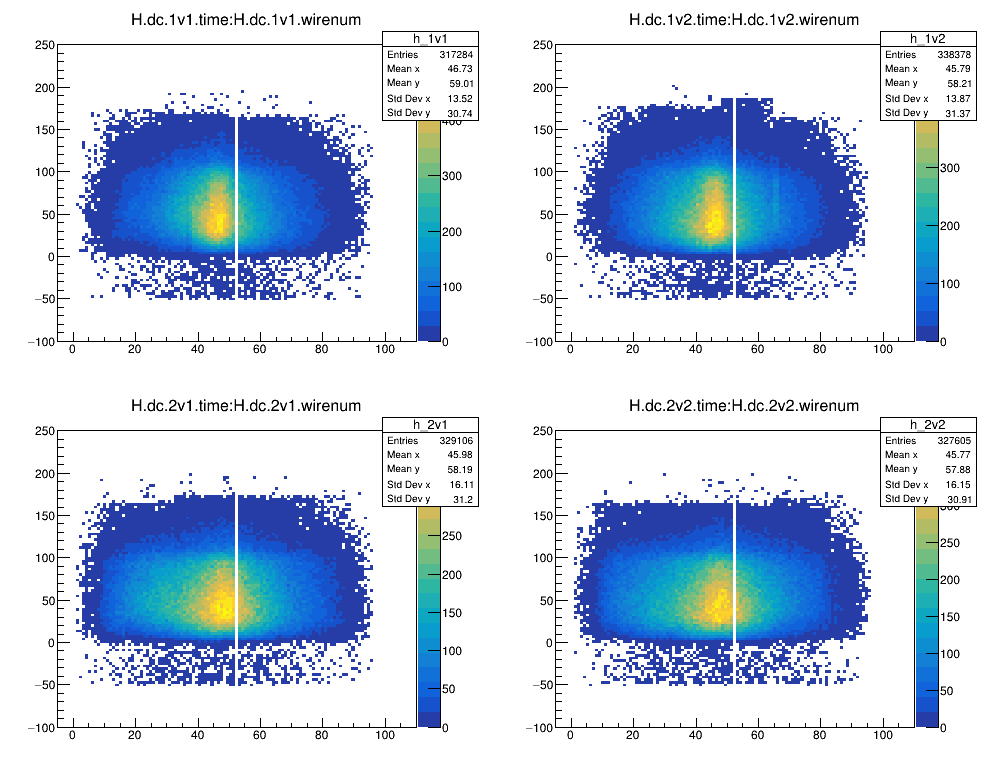 H.dc.1v1.time:H.dc.1v1.wirenum
h_1v1
Entries 317284
Mean x 46.73
Mean y 59.01
Std Dev x 13.52
Std Dev y 30.74
250
200
150
100
50
0
−50
−100
0 20 40 60 80 100
400
300
200
100
0
H.dc.1v2.time:H.dc.1v2.wirenum
h_1v2
Entries 338378
Mean x 45.79
Mean y 58.21
Std Dev x 13.87
Std Dev y 31.37
250
200
150
100
50
0
−50
−100
0 20 40 60 80 100
300
200
100
0
H.dc.2v1.time:H.dc.2v1.wirenum
h_2v1
Entries 329106
Mean x 45.98
Mean y 58.19
Std Dev x 16.11
Std Dev y 31.2
250
200
150
100
50
0
−50
−100
0 20 40 60 80 100
250
200
150
100
50
0
H.dc.2v2.time:H.dc.2v2.wirenum
h_2v2
Entries 327605
Mean x 45.77
Mean y 57.88
Std Dev x 16.15
Std Dev y 30.91
250
200
150
100
50
0
−50
−100
0 20 40 60 80 100
300
250
200
150
100
50
0